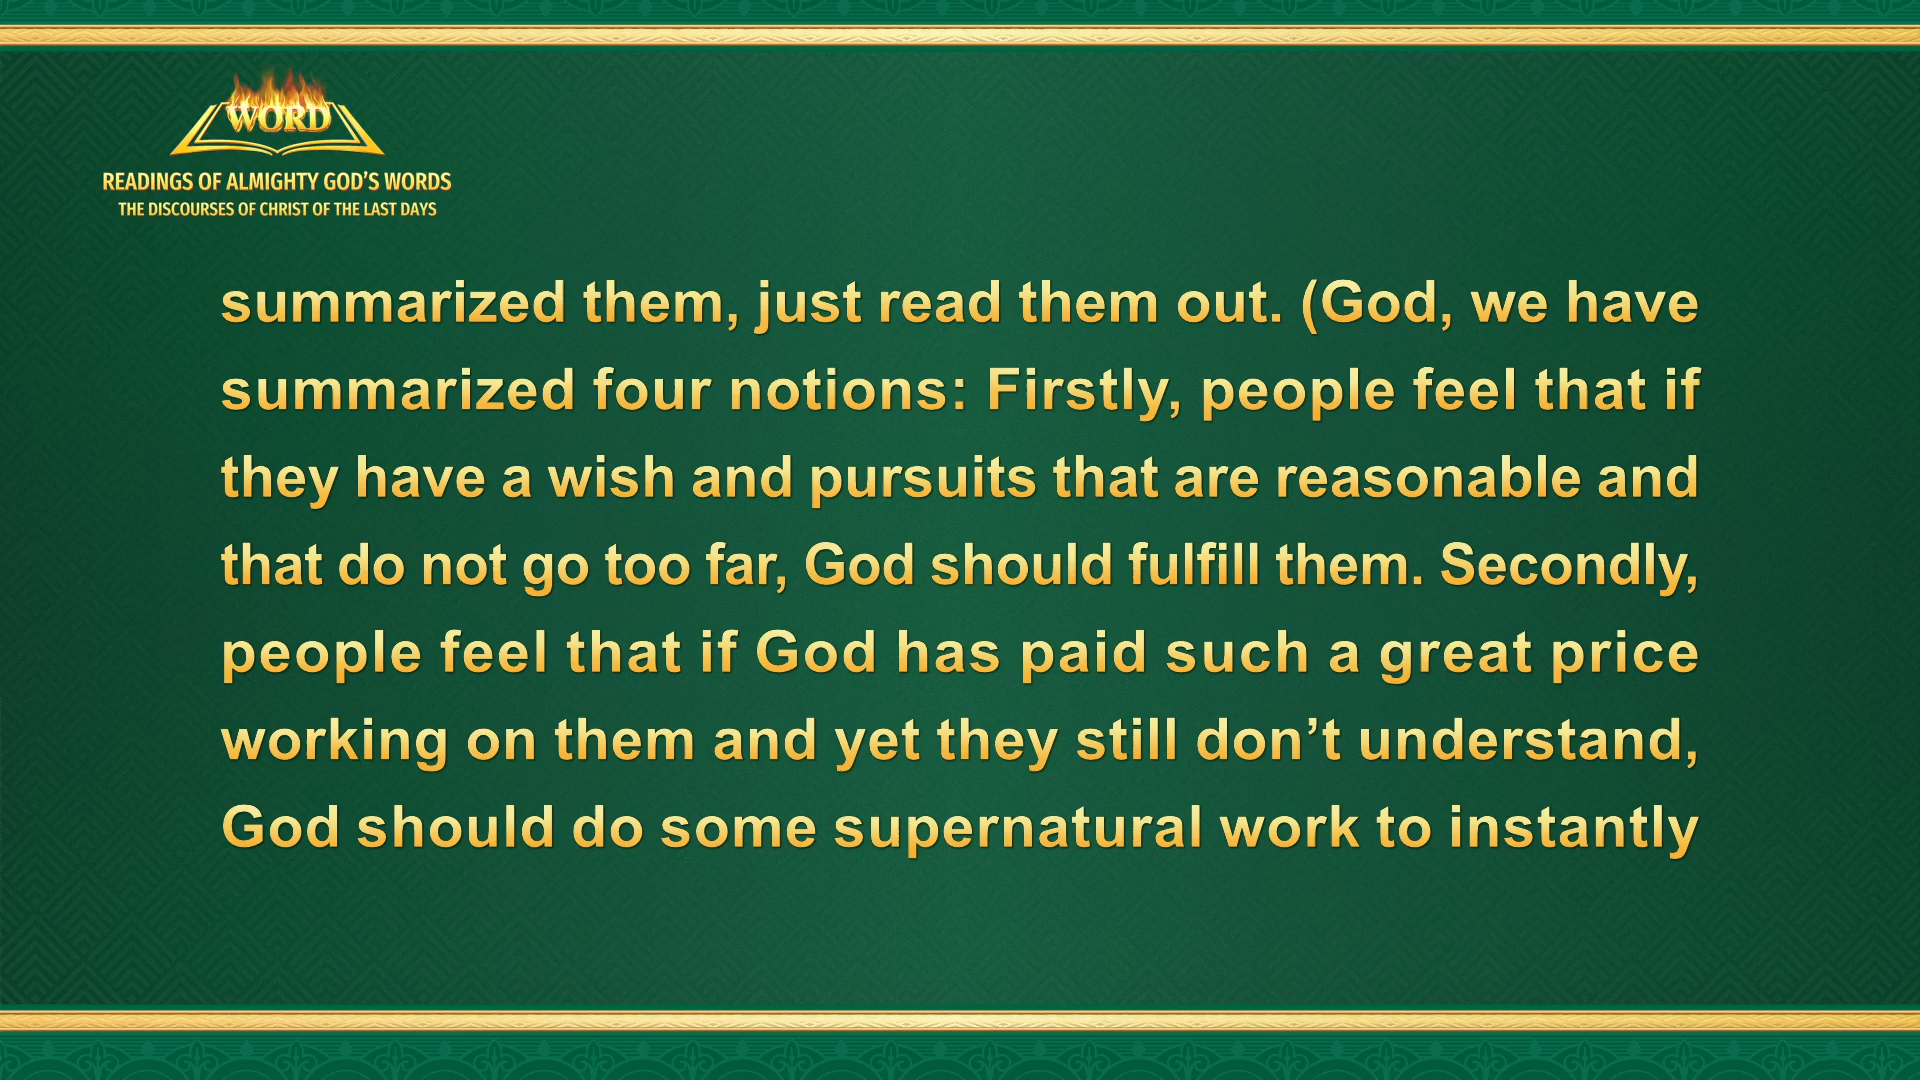 WORD
READINGS OF ALMIGHTY GOD’S WORDS
THE DISCOURSES OF CHRIST OF THE LAST DAYS
summarized them, just read them out. (God, we have
summarized four notions: Firstly, people feel that if
they have a wish and pursuits that are reasonable and
that do not go too far, God should fulfill them. Secondly,
people feel that if God has paid such a great price
working on them and yet they still don’t understand,
God should do some supernatural work to instantly